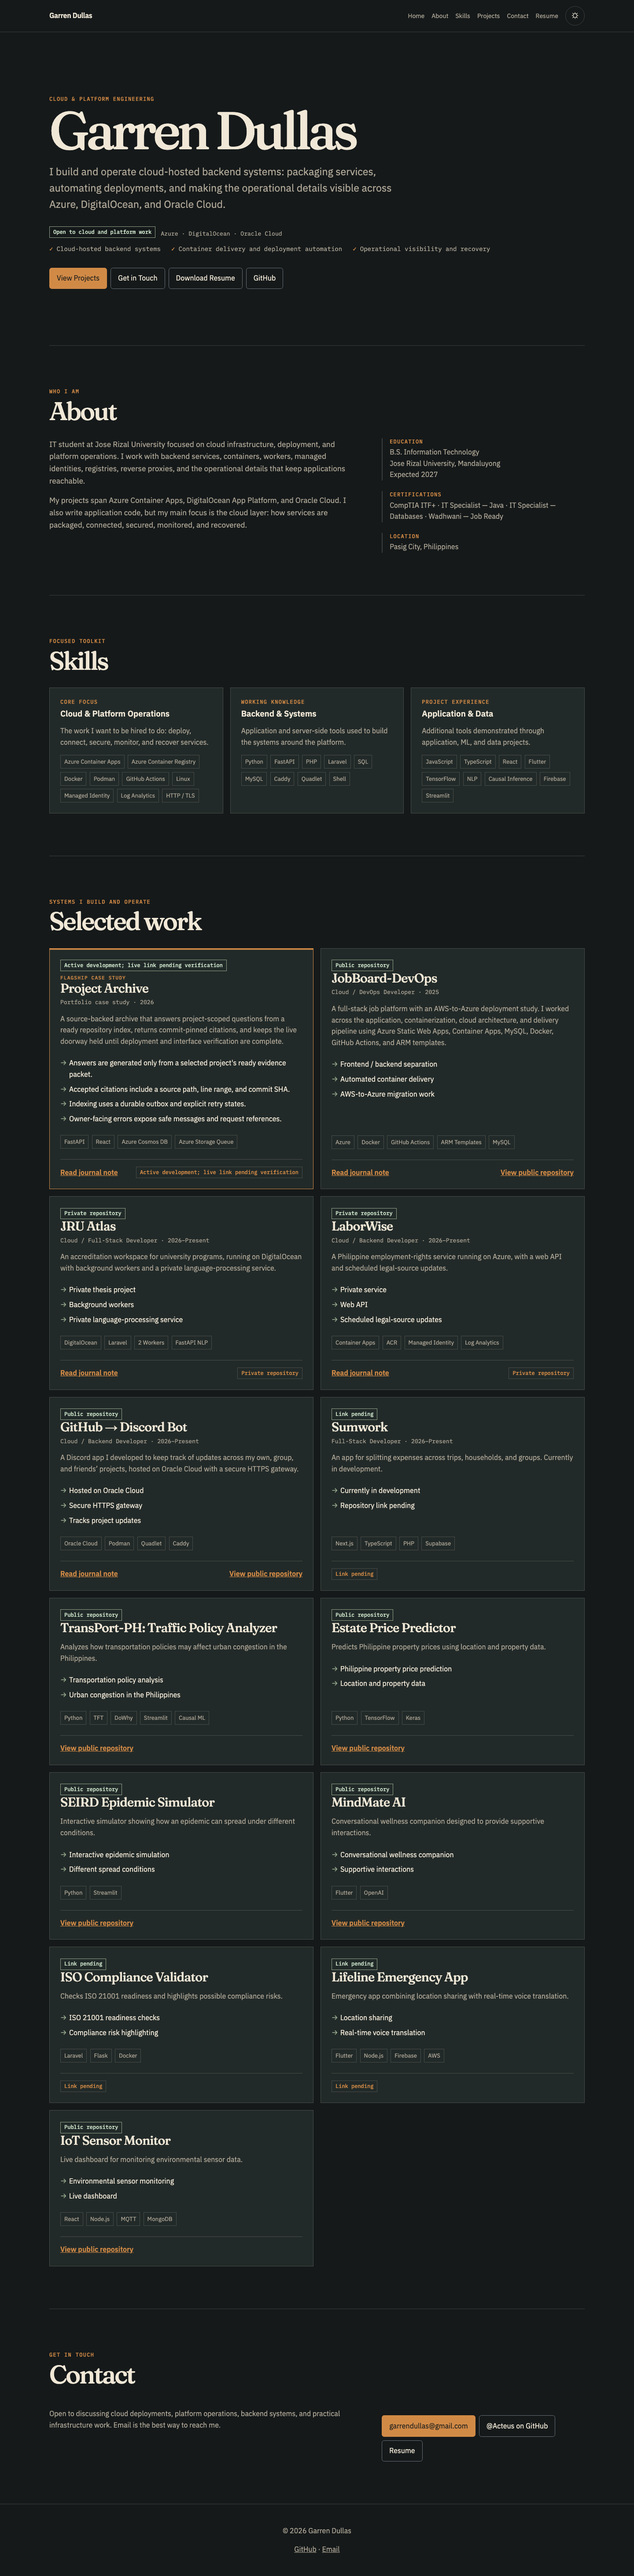 Garren Dullas
Home About Skills Projects Contact Resume
CLOUD & PLATFORM ENGINEERING
Garren Dullas
I build and operate cloud-hosted backend systems: packaging services,
automating deployments, and making the operational details visible across
Azure, DigitalOcean, and Oracle Cloud.
Open to cloud and platform work Azure · DigitalOcean · Oracle Cloud
✓ Cloud-hosted backend systems ✓ Container delivery and deployment automation ✓ Operational visibility and recovery
View Projects Get in Touch Download Resume GitHub
WHO I AM
About
IT student at Jose Rizal University focused on cloud infrastructure, deployment, and
platform operations. I work with backend services, containers, workers, managed
identities, registries, reverse proxies, and the operational details that keep applications
reachable.
My projects span Azure Container Apps, DigitalOcean App Platform, and Oracle Cloud. I
also write application code, but my main focus is the cloud layer: how services are
packaged, connected, secured, monitored, and recovered.
EDUCATION
B.S. Information Technology
Jose Rizal University, Mandaluyong
Expected 2027
CERTIFICATIONS
CompTIA ITF+ · IT Specialist — Java · IT Specialist —
Databases · Wadhwani — Job Ready
LOCATION
Pasig City, Philippines
FOCUSED TOOLKIT
Skills
CORE FOCUS
Cloud & Platform Operations
The work I want to be hired to do: deploy,
connect, secure, monitor, and recover services.
Azure Container Apps Azure Container Registry
Docker Podman GitHub Actions Linux
Managed Identity Log Analytics HTTP / TLS
WORKING KNOWLEDGE
Backend & Systems
Application and server-side tools used to build
the systems around the platform.
Python FastAPI PHP Laravel SQL
MySQL Caddy Quadlet Shell
PROJECT EXPERIENCE
Application & Data
Additional tools demonstrated through
application, ML, and data projects.
JavaScript TypeScript React Flutter
TensorFlow NLP Causal Inference Firebase
Streamlit
SYSTEMS I BUILD AND OPERATE
Selected work
Active development; live link pending verification
FLAGSHIP CASE STUDY
Project Archive
Portfolio case study · 2026
A source-backed archive that answers project-scoped questions from a
ready repository index, returns commit-pinned citations, and keeps the live
doorway held until deployment and interface verification are complete.
→ Answers are generated only from a selected project's ready evidence
packet.
→ Accepted citations include a source path, line range, and commit SHA.
→ Indexing uses a durable outbox and explicit retry states.
→ Owner-facing errors expose safe messages and request references.
FastAPI React Azure Cosmos DB Azure Storage Queue
Read journal note Active development; live link pending verification
Public repository
JobBoard-DevOps
Cloud / DevOps Developer · 2025
A full-stack job platform with an AWS-to-Azure deployment study. I worked
across the application, containerization, cloud architecture, and delivery
pipeline using Azure Static Web Apps, Container Apps, MySQL, Docker,
GitHub Actions, and ARM templates.
→ Frontend / backend separation
→ Automated container delivery
→ AWS-to-Azure migration work
Azure Docker GitHub Actions ARM Templates MySQL
Read journal note View public repository
Private repository
JRU Atlas
Cloud / Full-Stack Developer · 2026–Present
An accreditation workspace for university programs, running on DigitalOcean
with background workers and a private language-processing service.
→ Private thesis project
→ Background workers
→ Private language-processing service
DigitalOcean Laravel 2 Workers FastAPI NLP
Read journal note Private repository
Private repository
LaborWise
Cloud / Backend Developer · 2026–Present
A Philippine employment-rights service running on Azure, with a web API
and scheduled legal-source updates.
→ Private service
→ Web API
→ Scheduled legal-source updates
Container Apps ACR Managed Identity Log Analytics
Read journal note Private repository
Public repository
GitHub → Discord Bot
Cloud / Backend Developer · 2026–Present
A Discord app I developed to keep track of updates across my own, group,
and friends' projects, hosted on Oracle Cloud with a secure HTTPS gateway.
→ Hosted on Oracle Cloud
→ Secure HTTPS gateway
→ Tracks project updates
Oracle Cloud Podman Quadlet Caddy
Read journal note View public repository
Link pending
Sumwork
Full-Stack Developer · 2026–Present
An app for splitting expenses across trips, households, and groups. Currently
in development.
→ Currently in development
→ Repository link pending
Next.js TypeScript PHP Supabase
Link pending
Public repository
TransPort-PH: Traffic Policy Analyzer
Analyzes how transportation policies may affect urban congestion in the
Philippines.
→ Transportation policy analysis
→ Urban congestion in the Philippines
Python TFT DoWhy Streamlit Causal ML
View public repository
Public repository
Estate Price Predictor
Predicts Philippine property prices using location and property data.
→ Philippine property price prediction
→ Location and property data
Python TensorFlow Keras
View public repository
Public repository
SEIRD Epidemic Simulator
Interactive simulator showing how an epidemic can spread under different
conditions.
→ Interactive epidemic simulation
→ Different spread conditions
Python Streamlit
View public repository
Public repository
MindMate AI
Conversational wellness companion designed to provide supportive
interactions.
→ Conversational wellness companion
→ Supportive interactions
Flutter OpenAI
View public repository
Link pending
ISO Compliance Validator
Checks ISO 21001 readiness and highlights possible compliance risks.
→ ISO 21001 readiness checks
→ Compliance risk highlighting
Laravel Flask Docker
Link pending
Link pending
Lifeline Emergency App
Emergency app combining location sharing with real-time voice translation.
→ Location sharing
→ Real-time voice translation
Flutter Node.js Firebase AWS
Link pending
Public repository
IoT Sensor Monitor
Live dashboard for monitoring environmental sensor data.
→ Environmental sensor monitoring
→ Live dashboard
React Node.js MQTT MongoDB
View public repository
GET IN TOUCH
Contact
Open to discussing cloud deployments, platform operations, backend systems, and practical
infrastructure work. Email is the best way to reach me.
garrendullas@gmail.com @Acteus on GitHub
Resume
© 2026 Garren Dullas
GitHub · Email